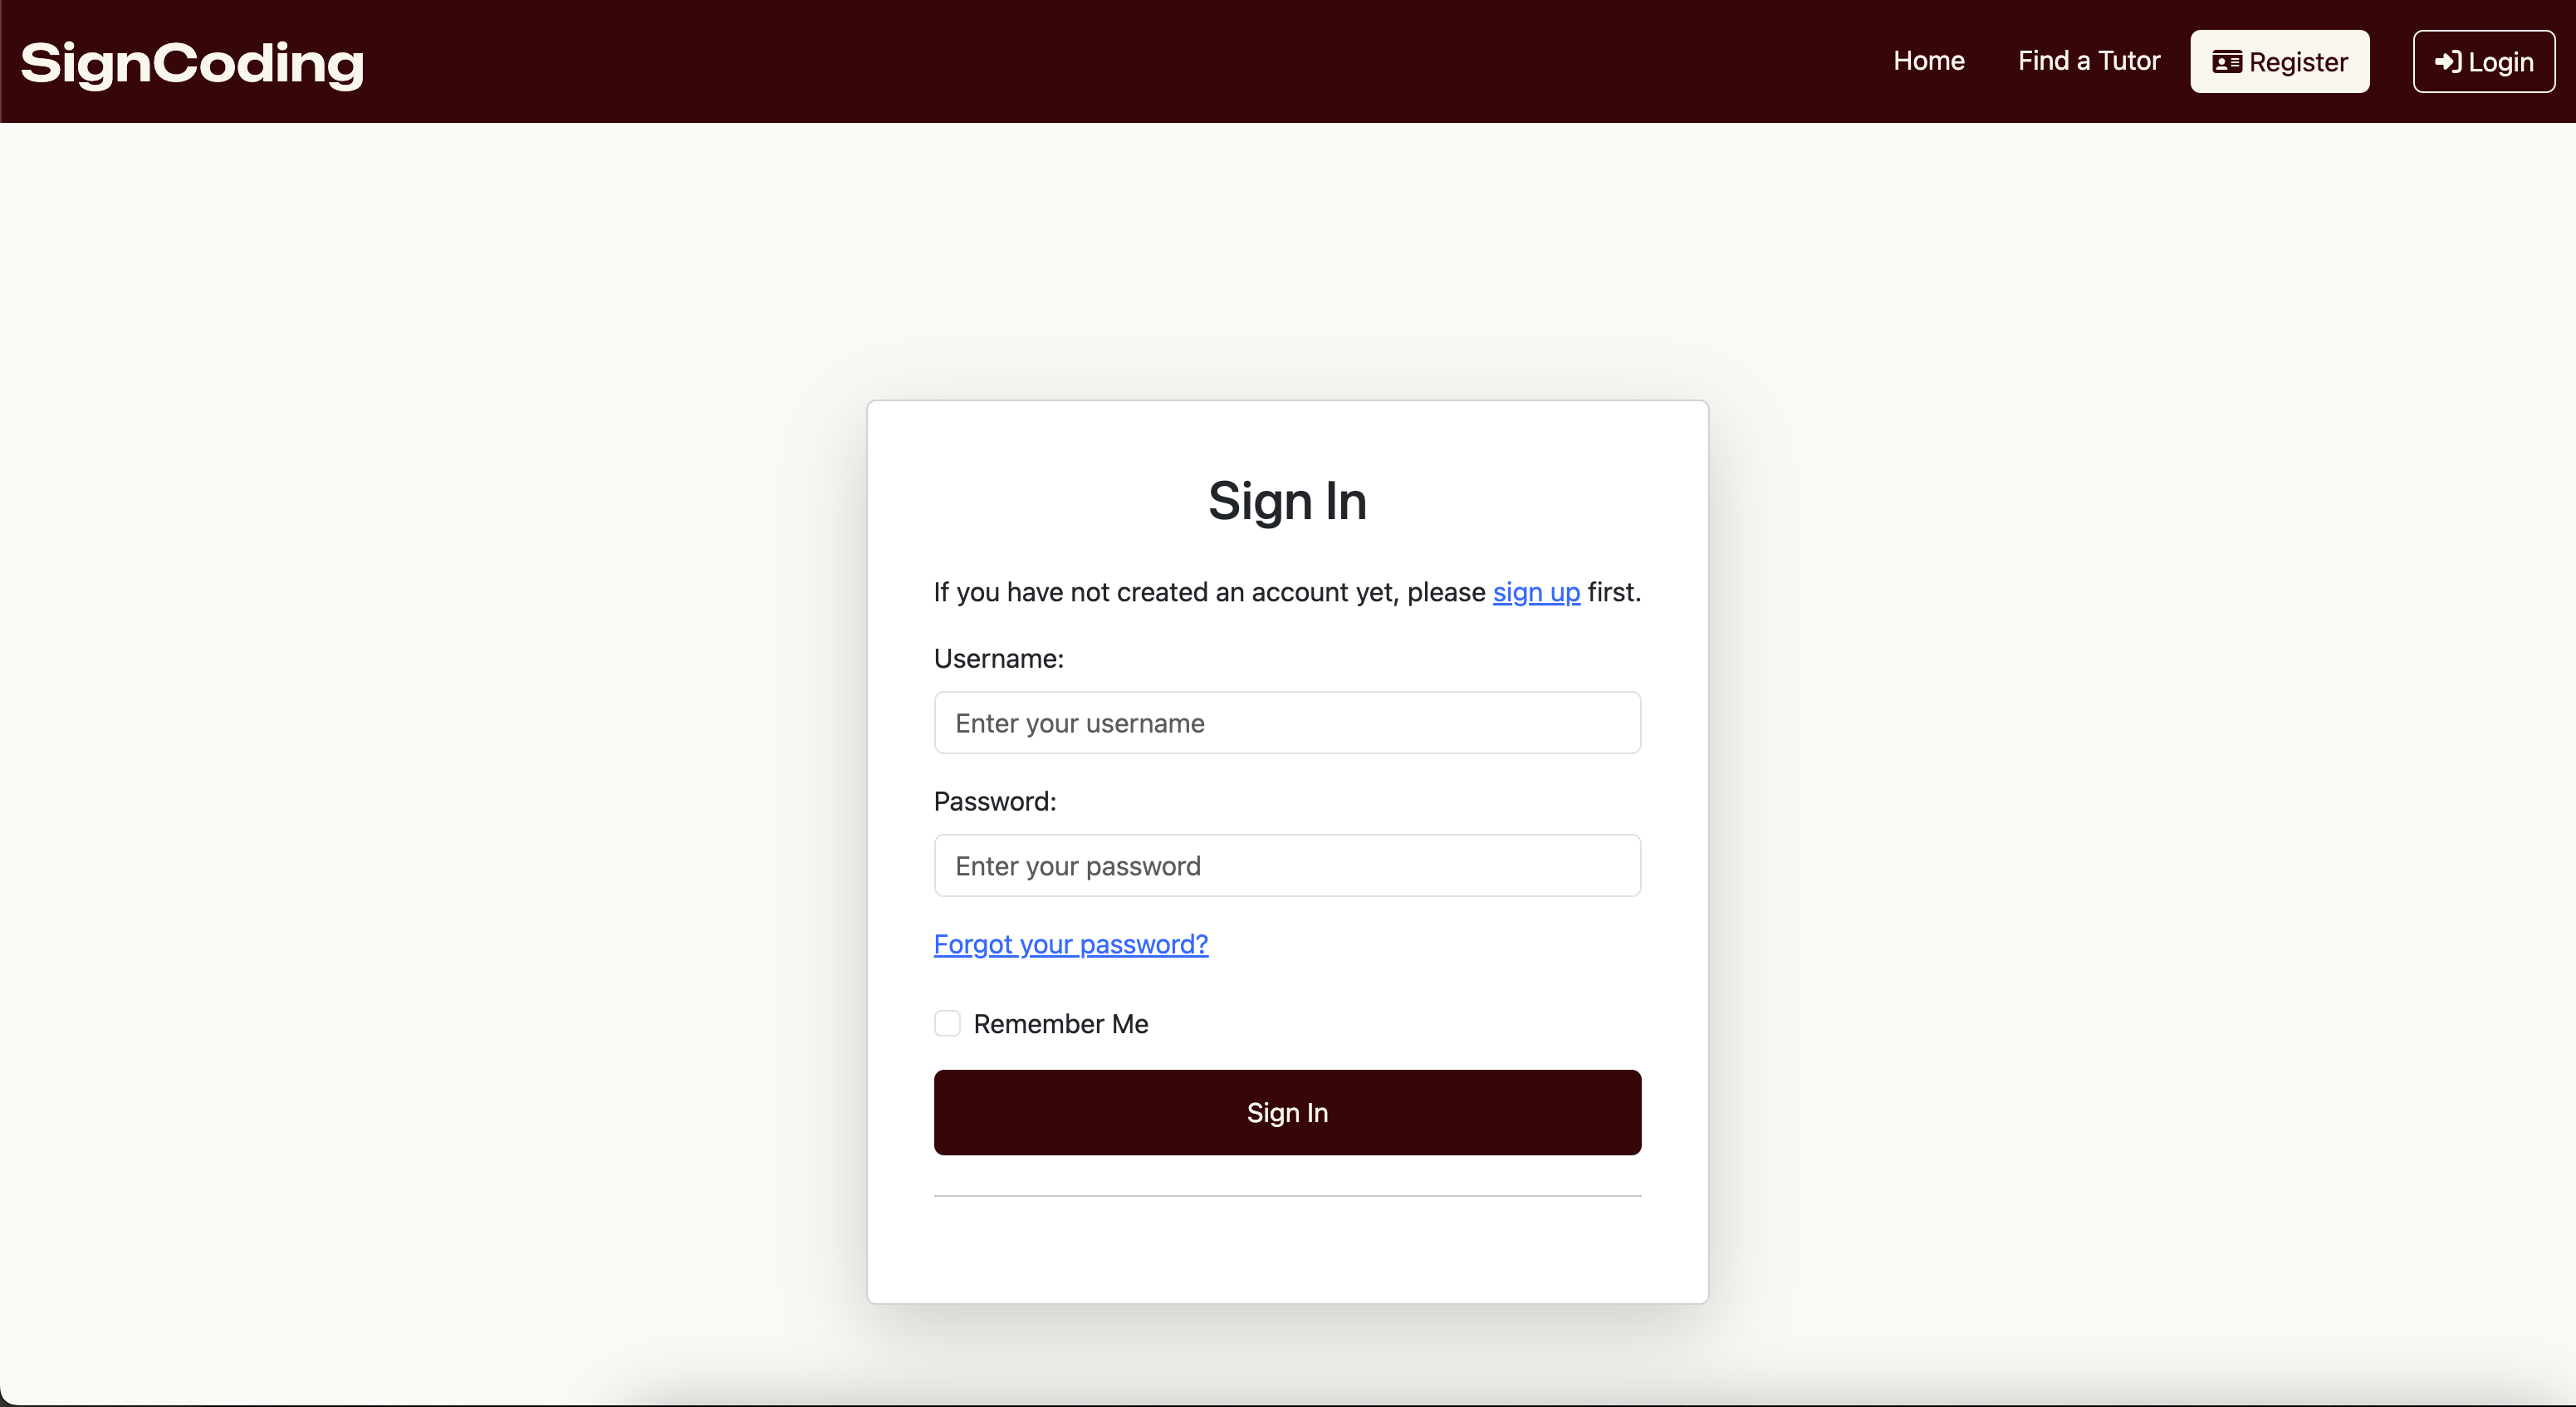 SignCoding
Home
Find a Tutor
Register
Login
Sign In
If you have not created an account yet, please sign up first.
Username:
Enter your username
Password:
Enter your password
Forgot your password?
Remember Me
Sign In